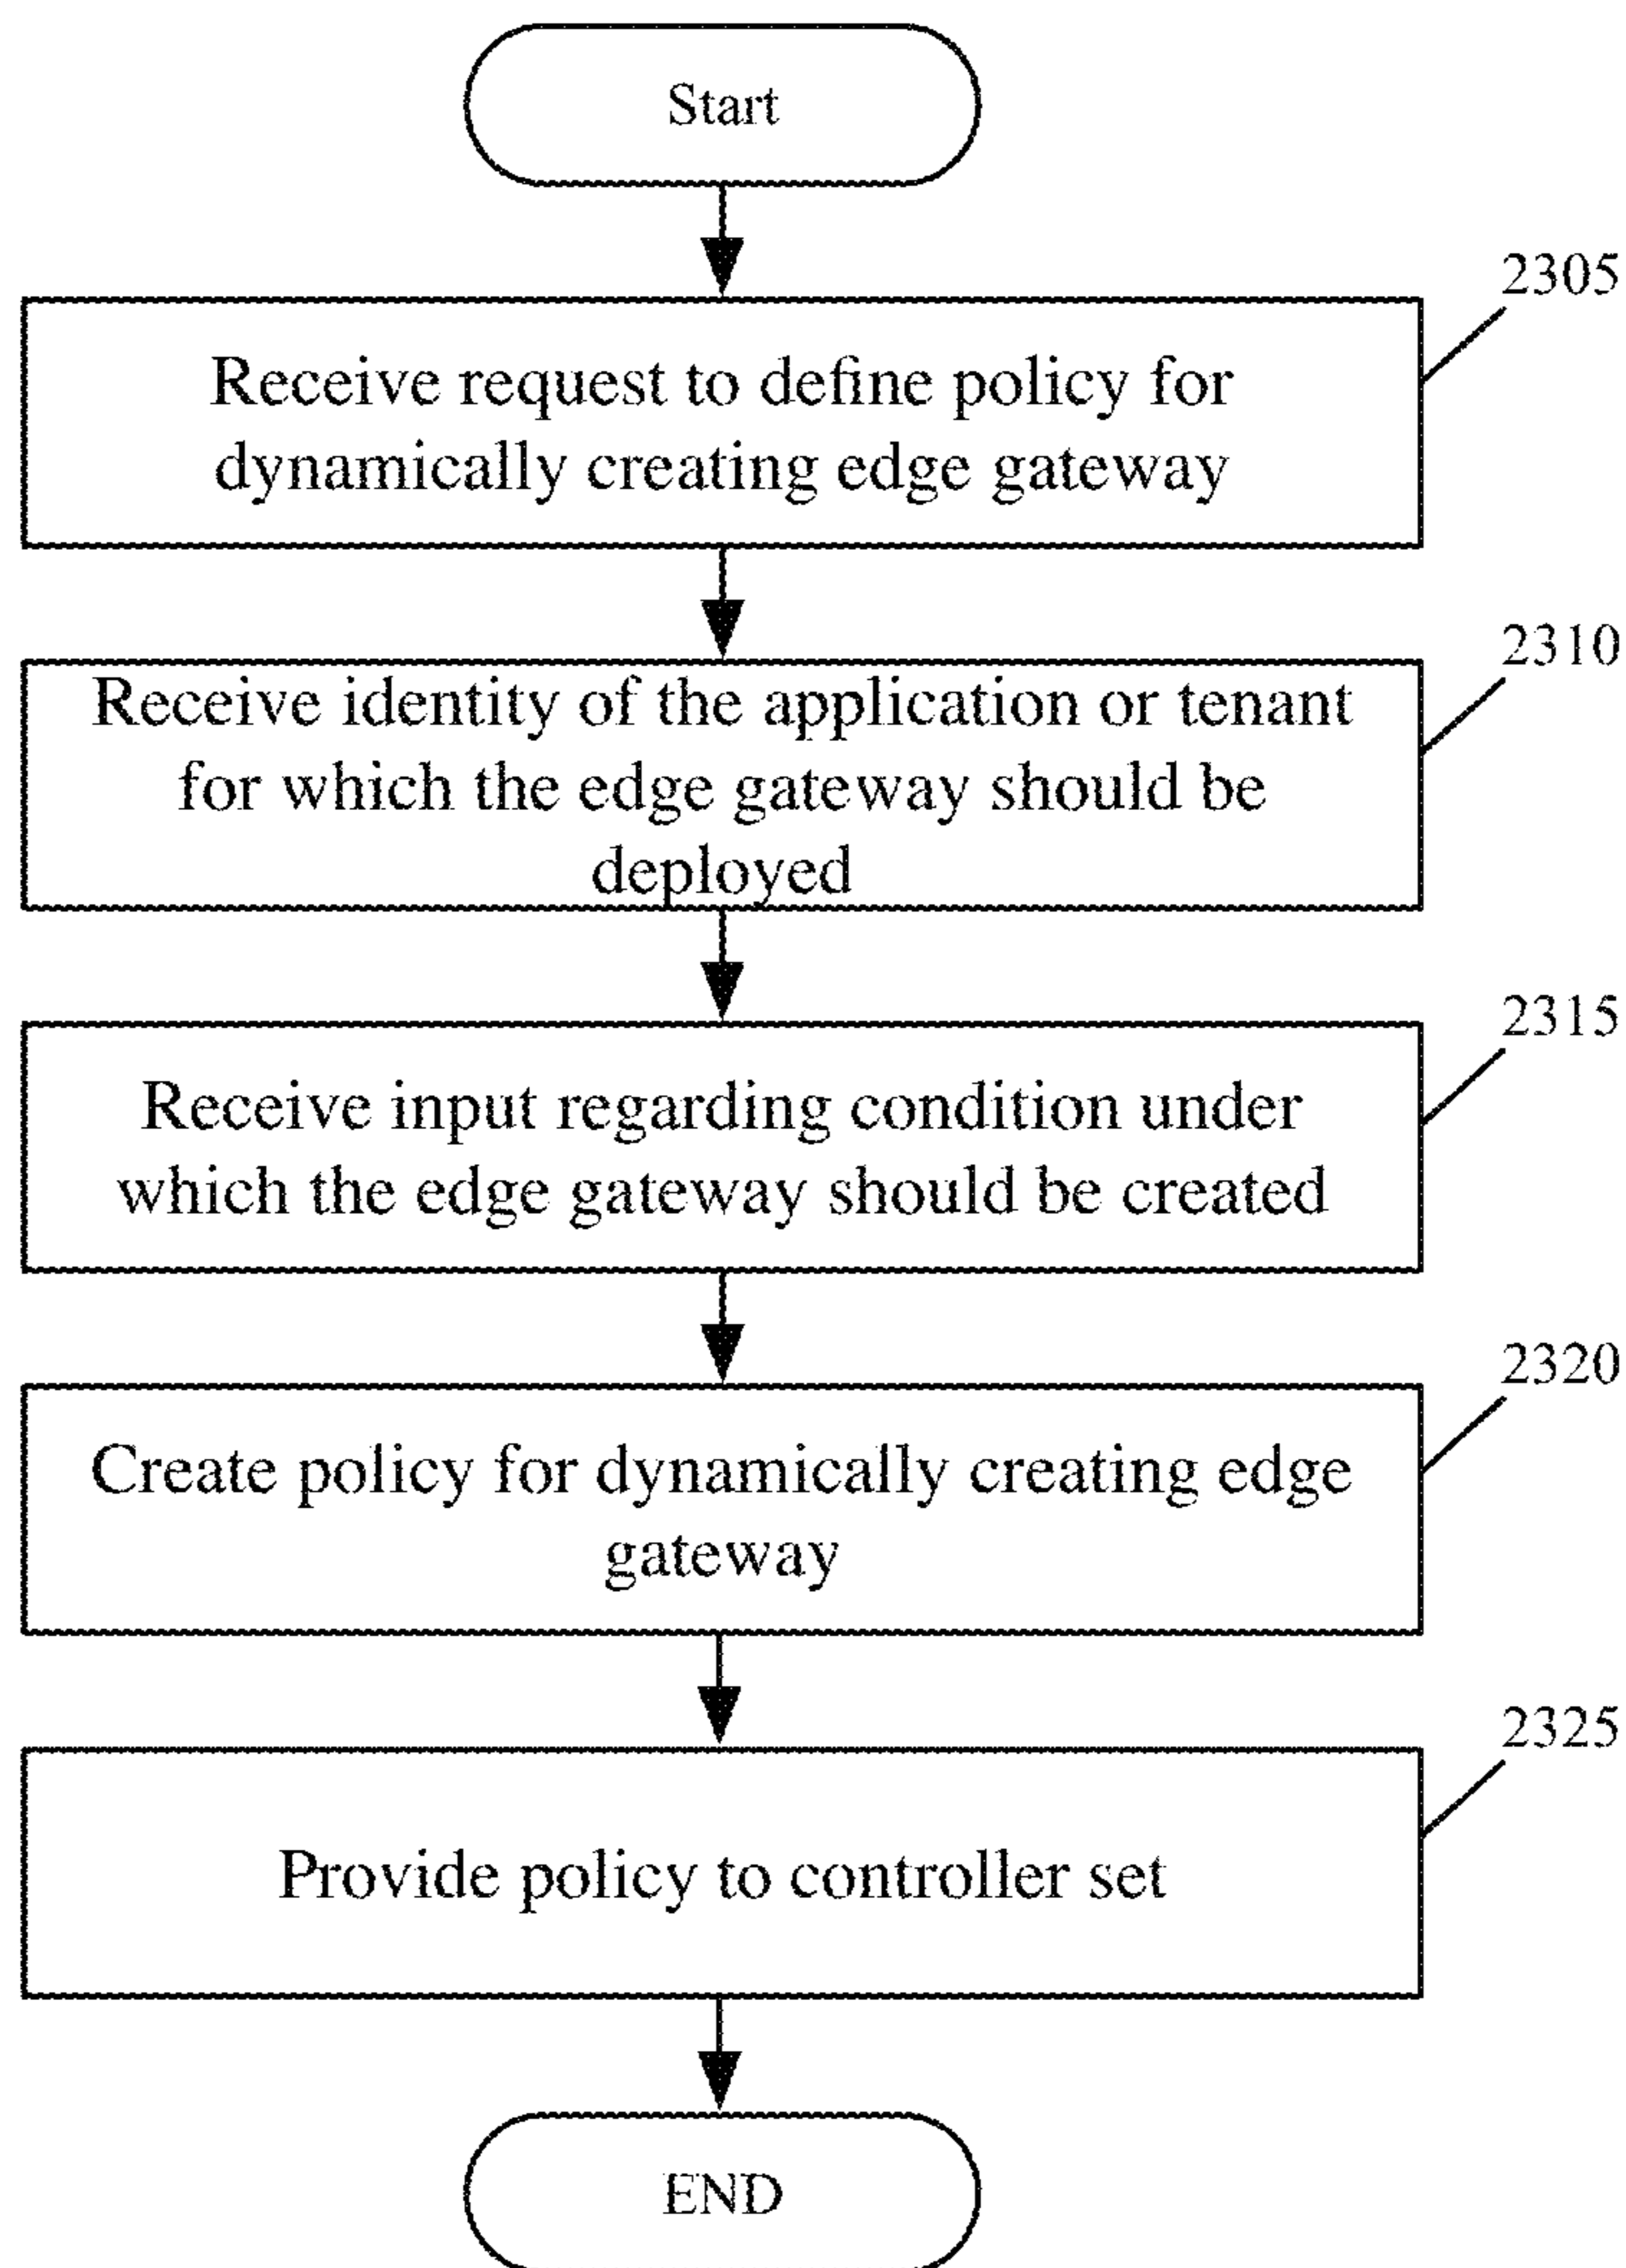 Start
2305
Receive request to define policy for
dynamically creating edge gateway
2310
Receive identity of the application or tenant
for which the edge gateway should be
deployed
2315
Receive input regarding condition under
which the edge gateway should be created
2320
Create policy for dynamically creating edge
gateway
2325
Provide policy to controller set
END